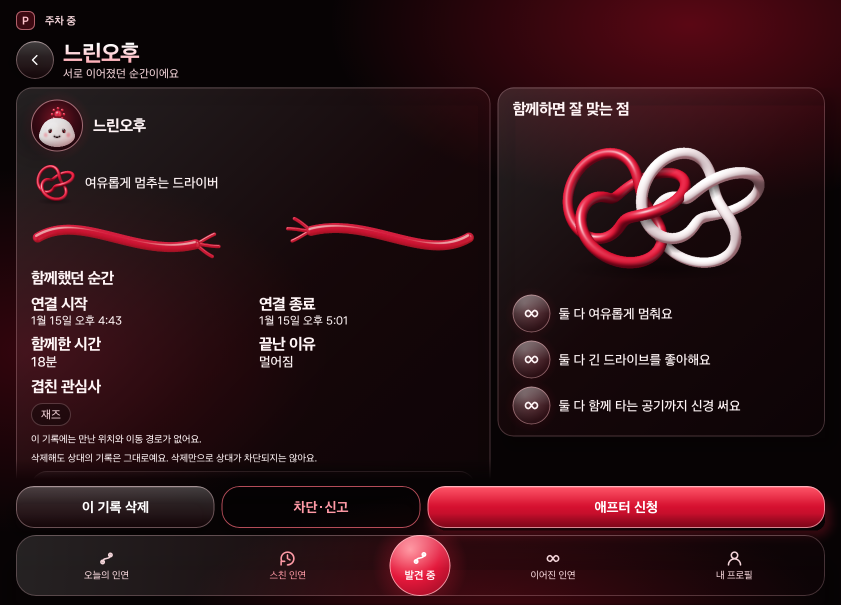 P 주차 중
느린오후
서로 이어졌던 순간이에요
느린오후
여유롭게 멈추는 드라이버
함께했던 순간
연결 시작
1월 15일 오후 4:43
연결 종료
1월 15일 오후 5:01
함께한 시간
18분
끝난 이유
멀어짐
겹친 관심사
재즈
이 기록에는 만난 위치와 이동 경로가 없어요.
삭제해도 상대의 기록은 그대로예요. 삭제만으로 상대가 차단되지는 않아요.
함께하면 잘 맞는 점
둘 다 여유롭게 멈춰요
둘 다 긴 드라이브를 좋아해요
둘 다 함께 타는 공기까지 신경 써요
이 기록 삭제
차단·신고
애프터 신청
오늘의 인연
스친 인연
발견 중
이어진 인연
내 프로필